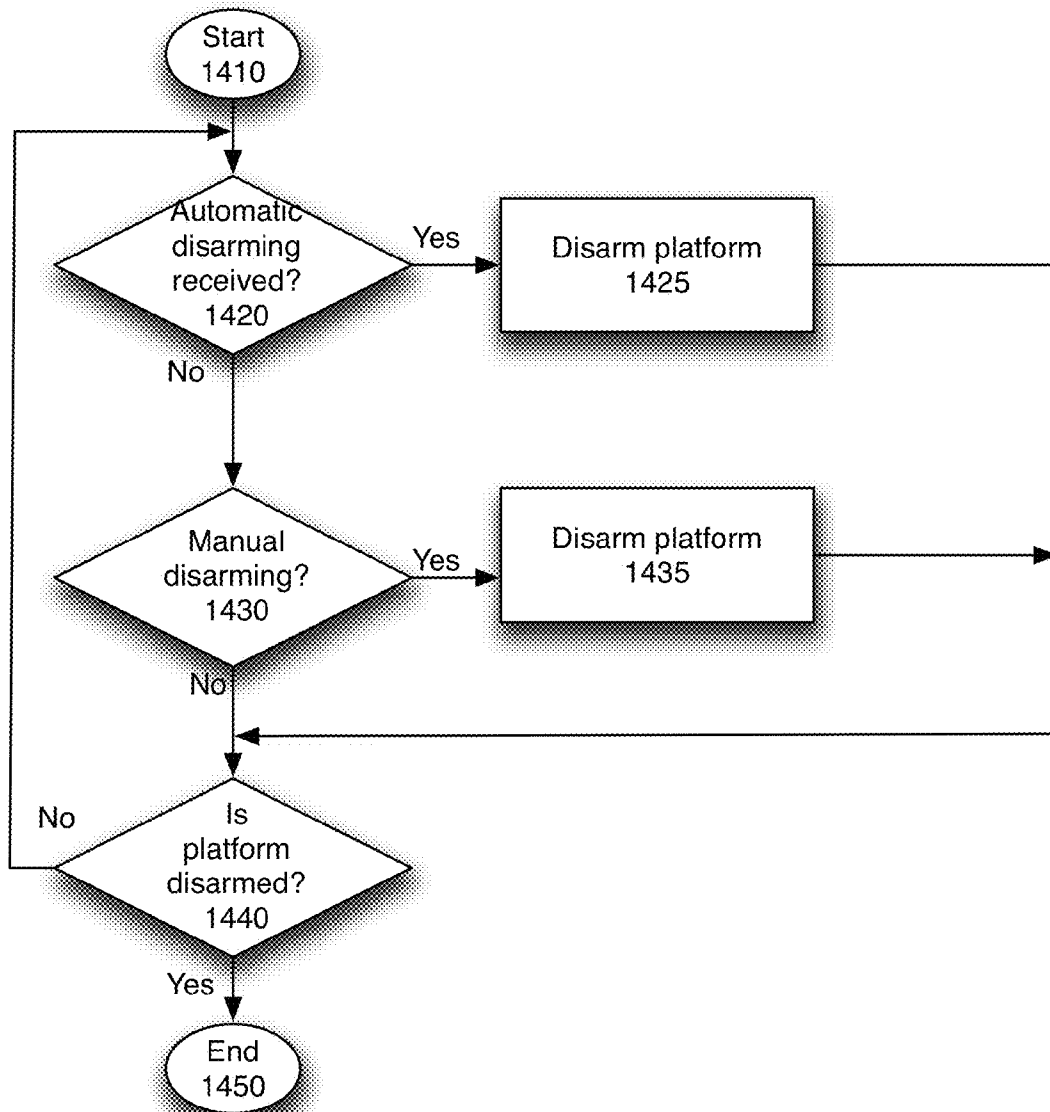 Start
1410
Automatic
disarming
received?
1420
Yes
Disarm platform
1425
No
Manual
disarming?
1430
Yes
Disarm platform
1435
No
Is
platform
disarmed?
1440
No
Yes
End
1450